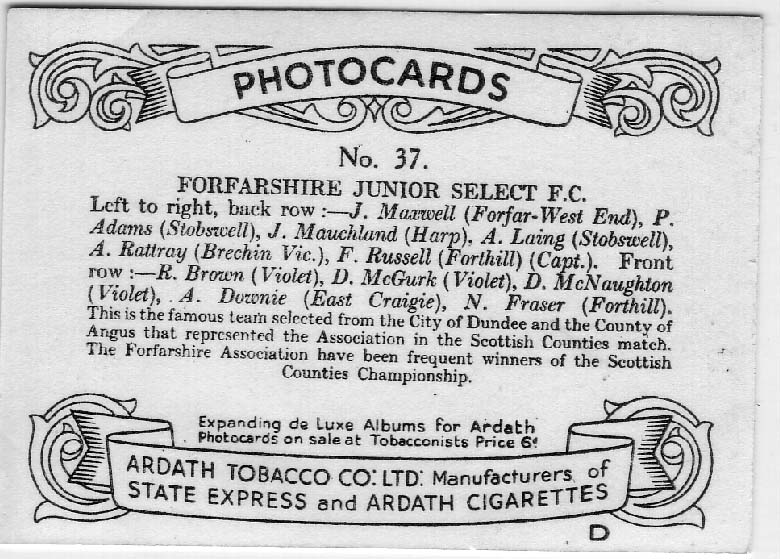 PHOTOCARDS
No. 37.
FORFARSHIRE JUNIOR SELECT F.C.
Left to right, back row :—J. Maxwell (Forfar-West End), P.
Adams (Stobswell), J. Mauchland (Harp), A. Laing (Stobswell),
A. Rattray (Brechin Vic.), F. Russell (Forthill) (Capt.). Front
row :—R. Brown (Violet), D. McGurk (Violet), D. McNaughton
(Violet), A. Downie (East Craigie), N. Fraser (Forthill).
This is the famous team selected from the City of Dundee and the County of
Angus that represented the Association in the Scottish Counties match.
The Forfarshire Association have been frequent winners of the Scottish
Counties Championship.
Expanding de Luxe Albums for Ardath
Photocards on sale at Tobacconists Price 6d
ARDATH TOBACCO CO: LTD: Manufacturers of
STATE EXPRESS and ARDATH CIGARETTES
D